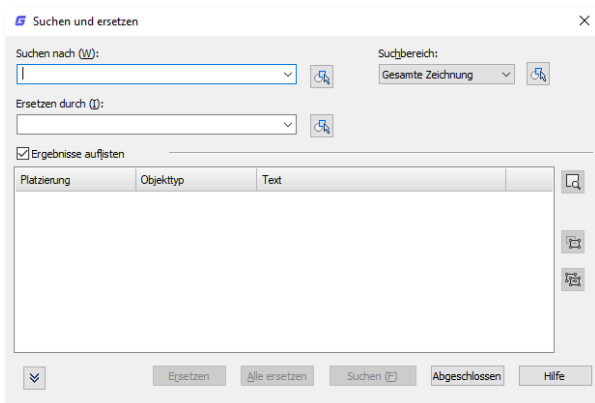 Suchen und ersetzen
Suchen nach (W):
Suchbereich:
Gesamte Zeichnung
Ersetzen durch (I):
Ergebnisse auflisten
Platzierung Objekttyp Text
Ersetzen Alle ersetzen Suchen (F) Abgeschlossen Hilfe